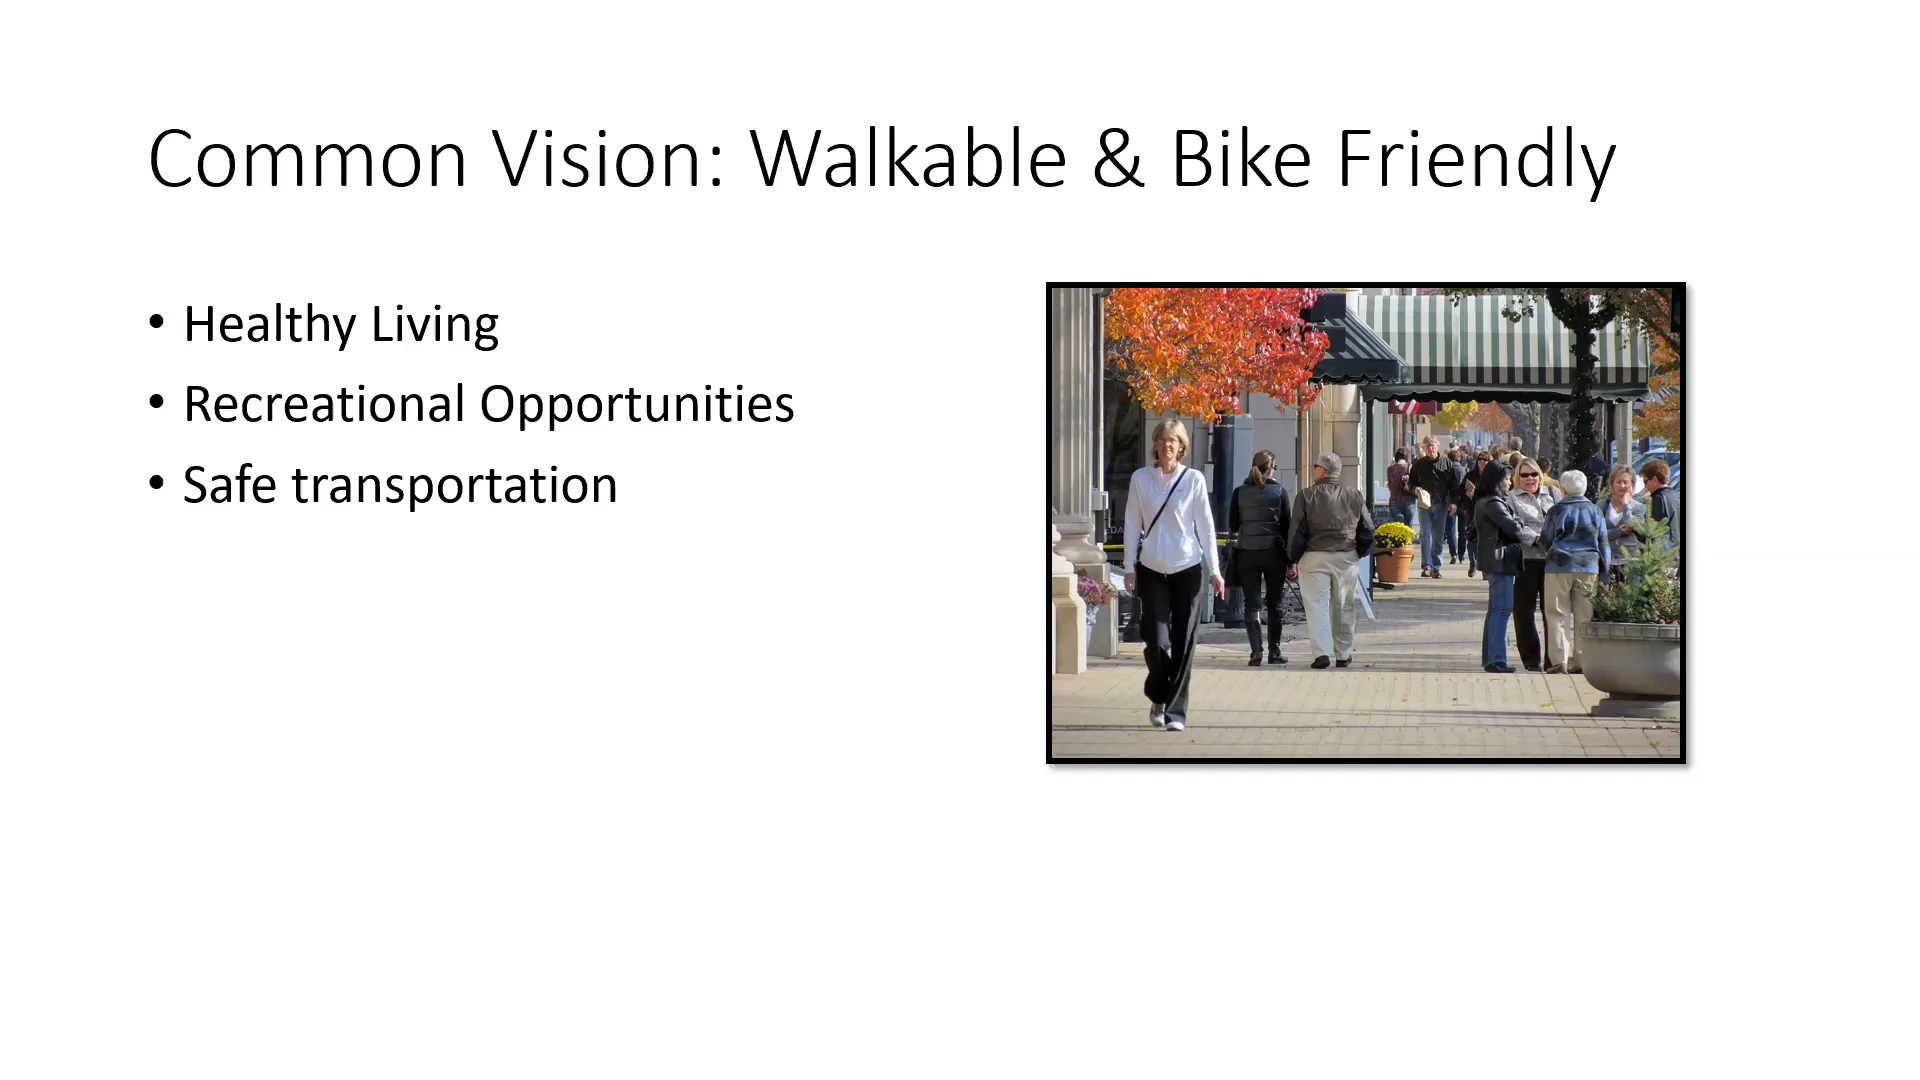 Common Vision: Walkable & Bike Friendly
• Healthy Living
• Recreational Opportunities
• Safe transportation